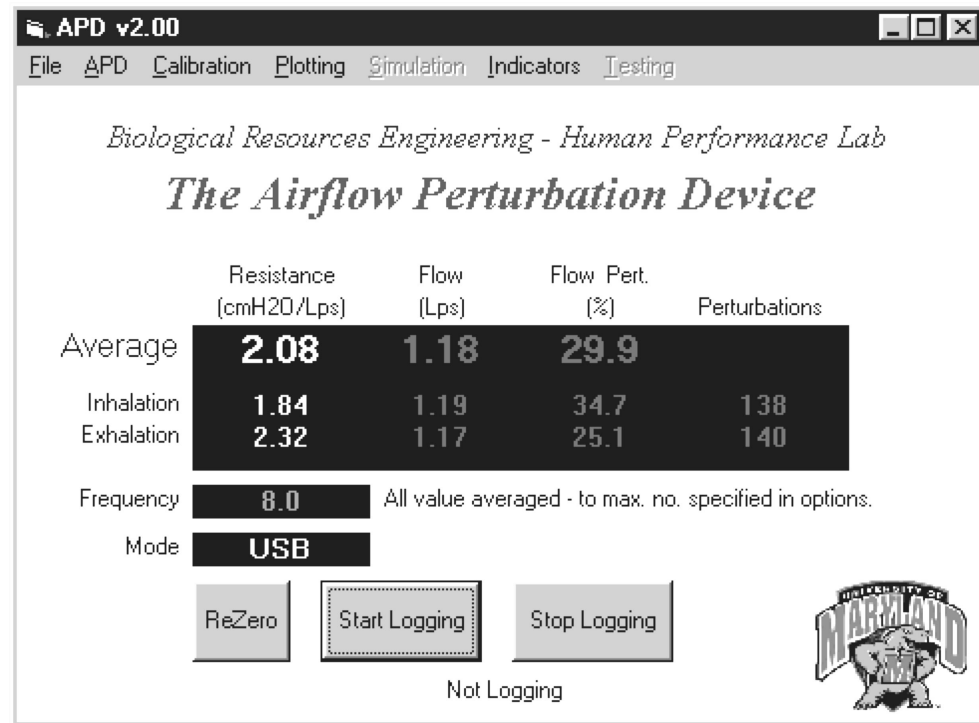 APD v2.00
File APD Calibration Plotting Simulation Indicators Testing
Biological Resources Engineering - Human Performance Lab
The Airflow Perturbation Device
Resistance Flow Flow Pert.
(cmH2O/Lps) (Lps) (%) Perturbations
Average 2.08 1.18 29.9
Inhalation 1.84 1.19 34.7 138
Exhalation 2.32 1.17 25.1 140
Frequency 8.0 All value averaged - to max. no. specified in options.
Mode USB
ReZero Start Logging Stop Logging
Not Logging
UNIVERSITY OF
MARYLAND
M